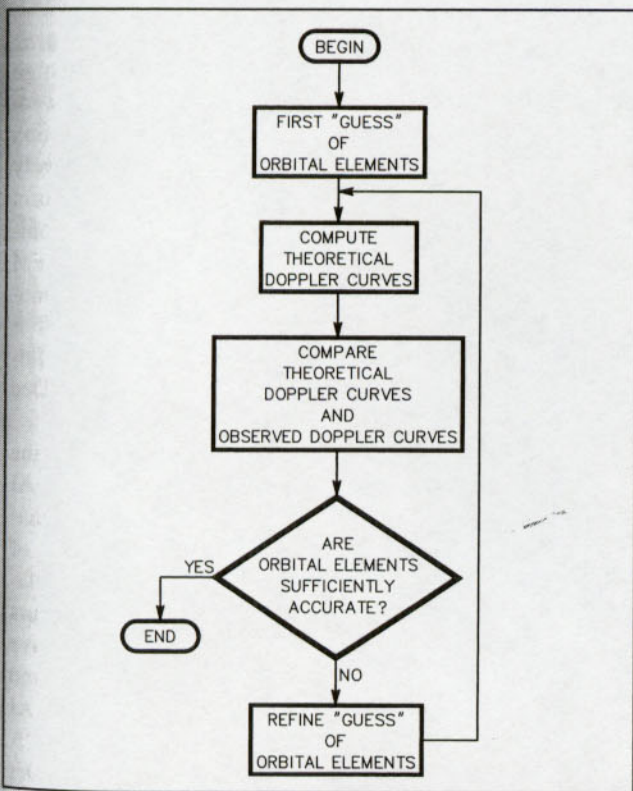 BEGIN
FIRST "GUESS"
OF
ORBITAL ELEMENTS
COMPUTE
THEORETICAL
DOPPLER CURVES
COMPARE
THEORETICAL
DOPPLER CURVES
AND
OBSERVED DOPPLER CURVES
ARE
ORBITAL ELEMENTS
SUFFICIENTLY
ACCURATE?
YES
END
NO
REFINE "GUESS"
OF
ORBITAL ELEMENTS